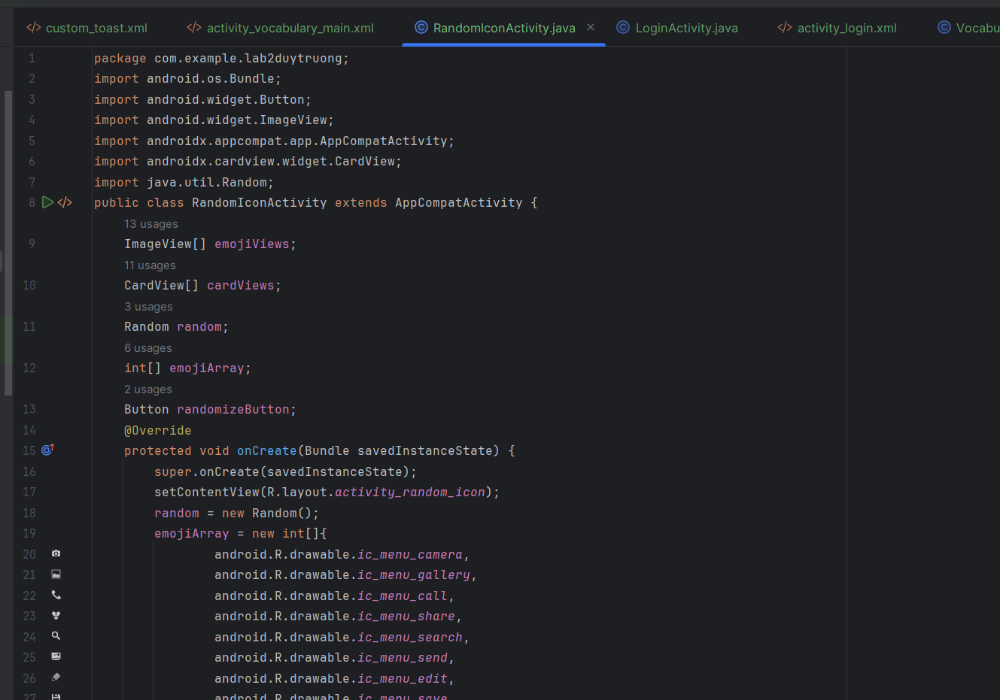 </> custom_toast.xml </> activity_vocabulary_main.xml © RandomIconActivity.java × © LoginActivity.java </> activity_login.xml © Vocabu
1 package com.example.lab2duytruong;
2 import android.os.Bundle;
3 import android.widget.Button;
4 import android.widget.ImageView;
5 import androidx.appcompat.app.AppCompatActivity;
6 import androidx.cardview.widget.CardView;
7 import java.util.Random;
8 </> public class RandomIconActivity extends AppCompatActivity {
13 usages
9 ImageView[] emojiViews;
11 usages
10 CardView[] cardViews;
3 usages
11 Random random;
6 usages
12 int[] emojiArray;
2 usages
13 Button randomizeButton;
14 @Override
15 protected void onCreate(Bundle savedInstanceState) {
16 super.onCreate(savedInstanceState);
17 setContentView(R.layout.activity_random_icon);
18 random = new Random();
19 emojiArray = new int[]{
20 android.R.drawable.ic_menu_camera,
21 android.R.drawable.ic_menu_gallery,
22 android.R.drawable.ic_menu_call,
23 android.R.drawable.ic_menu_share,
24 android.R.drawable.ic_menu_search,
25 android.R.drawable.ic_menu_send,
26 android.R.drawable.ic_menu_edit,
27 android.R.drawable.ic_menu_save